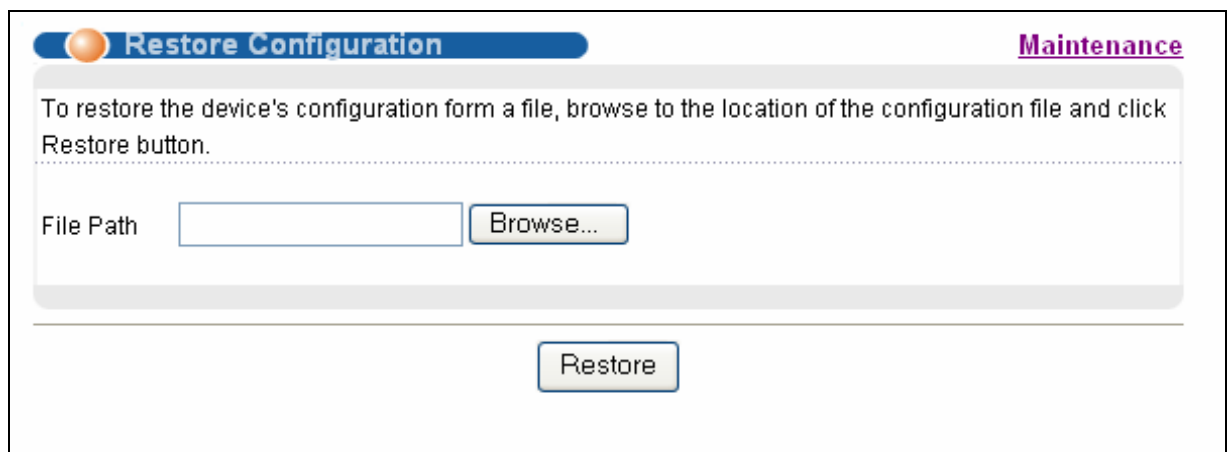 Restore Configuration
Maintenance
To restore the device's configuration form a file, browse to the location of the configuration file and click
Restore button.
File Path
Browse...
Restore